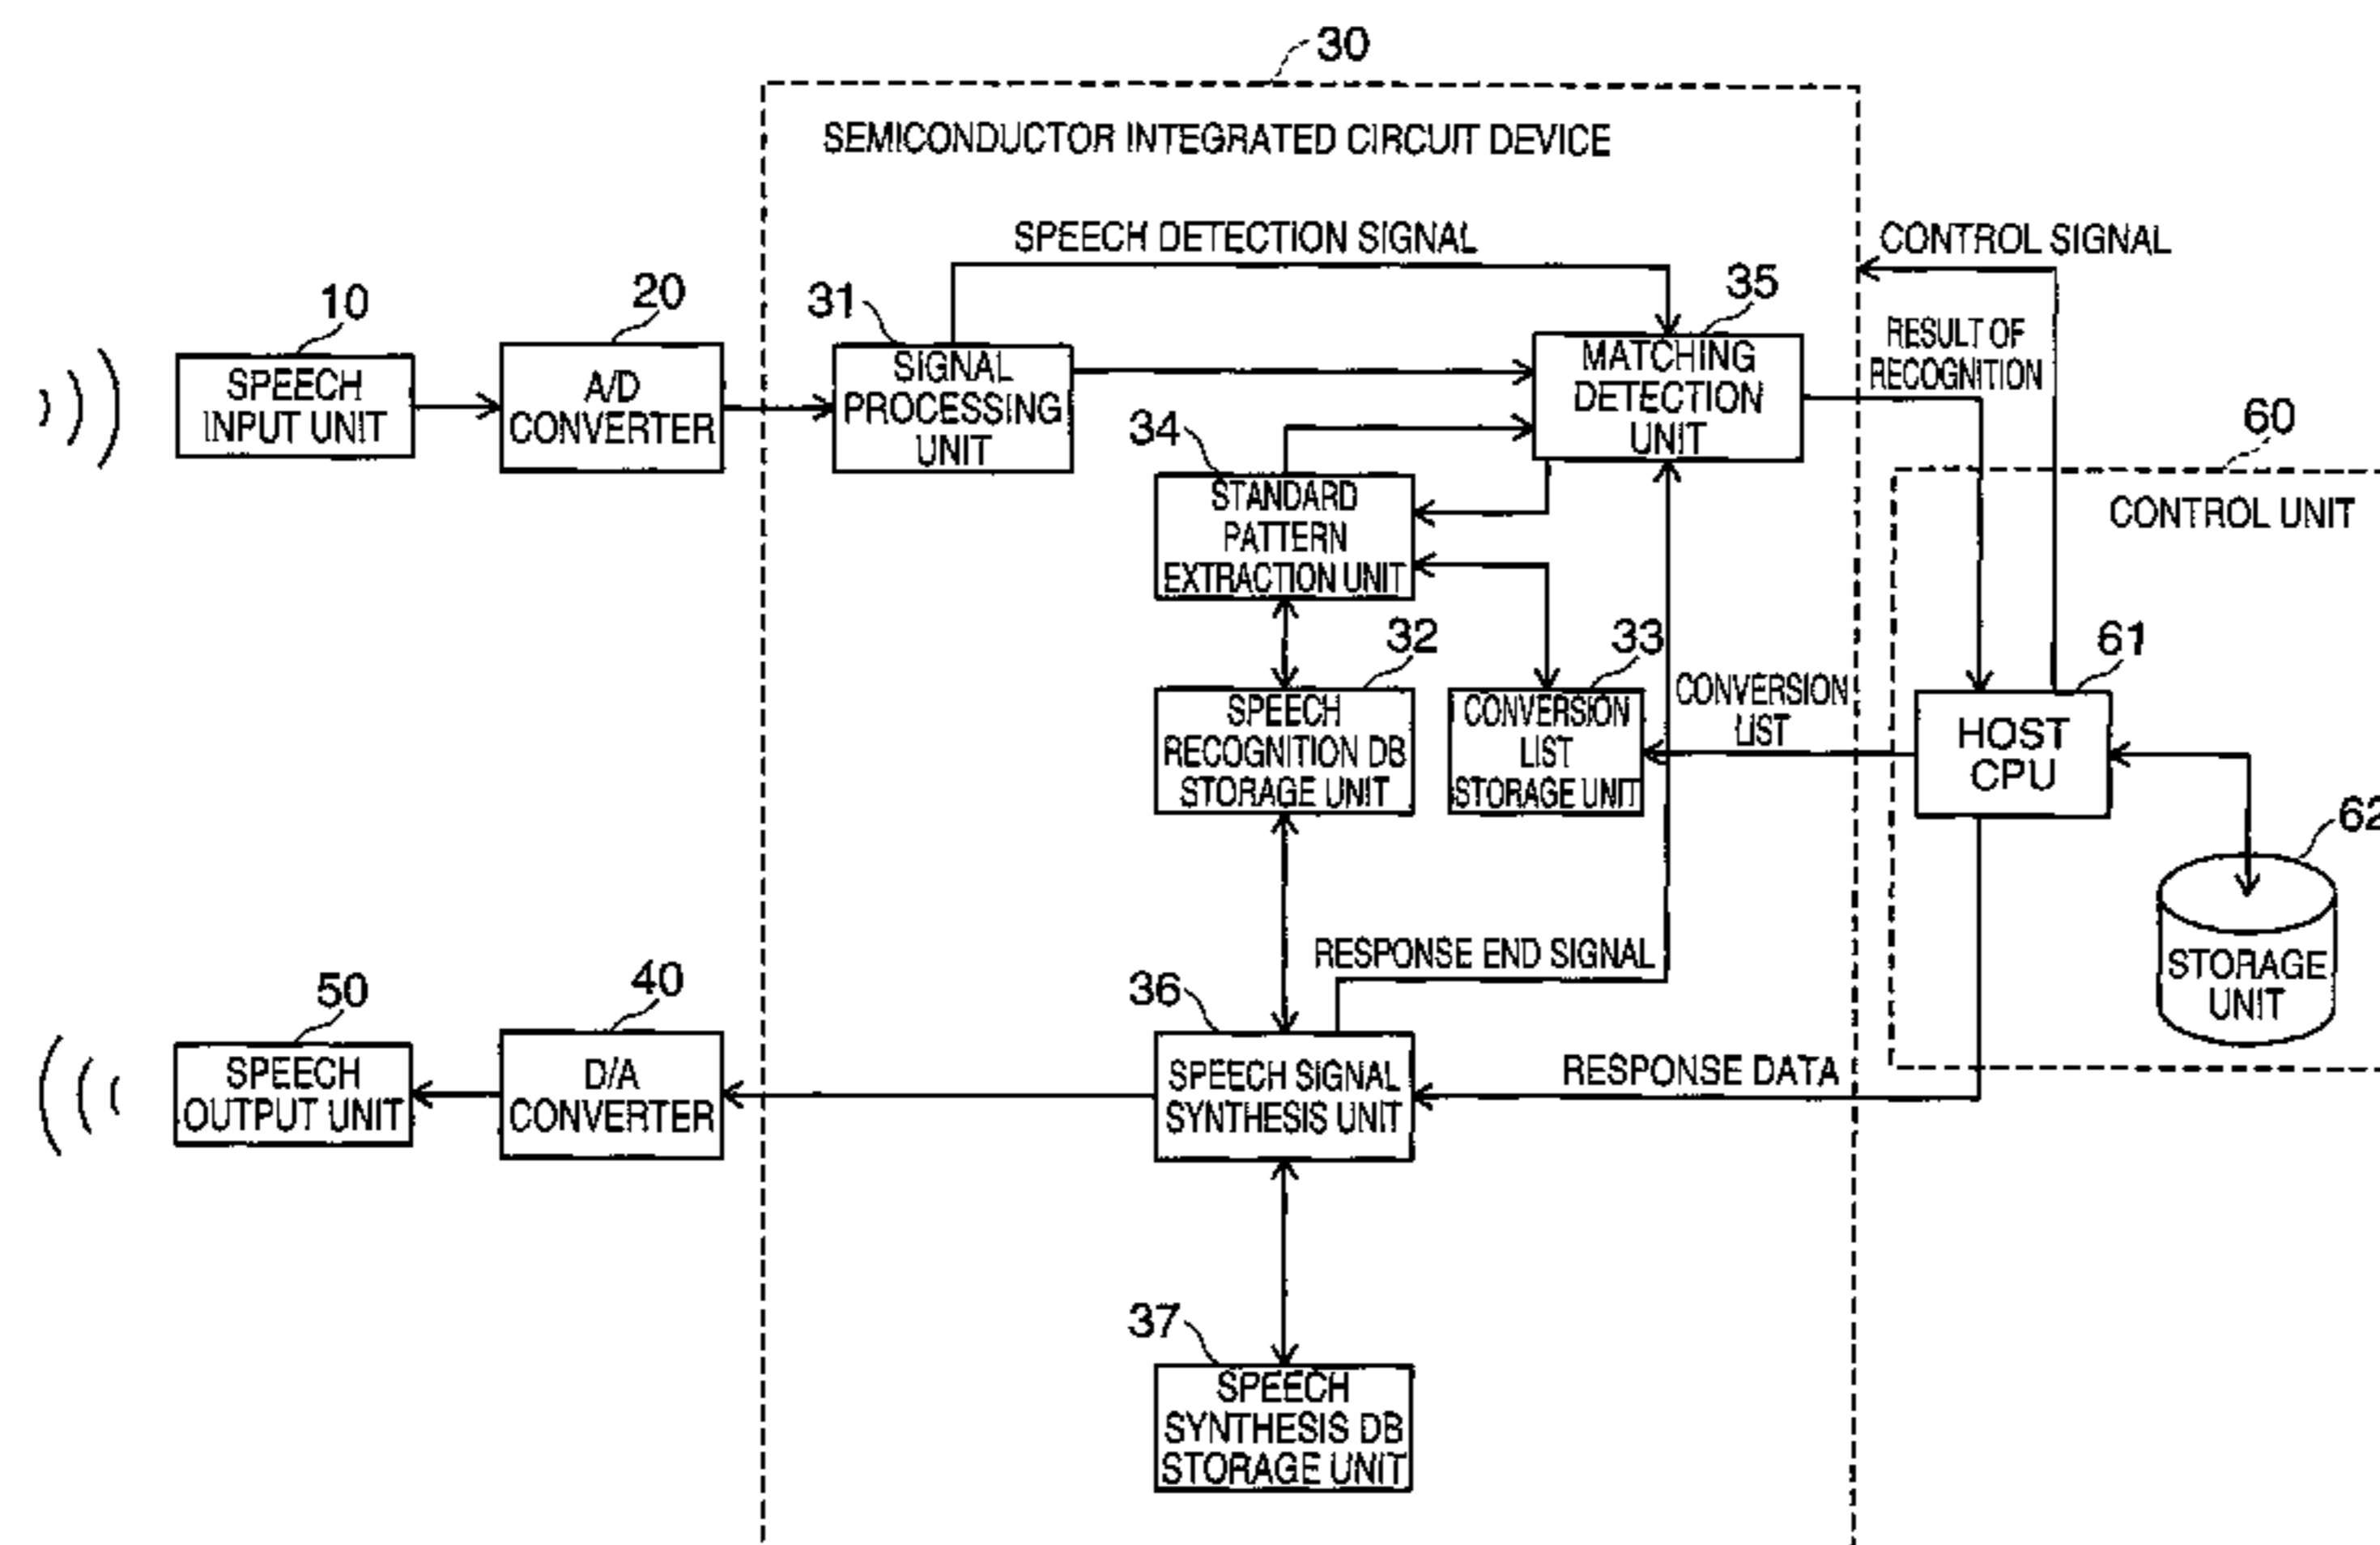 30
SEMICONDUCTOR INTEGRATED CIRCUIT DEVICE
SPEECH DETECTION SIGNAL
CONTROL SIGNAL
10
SPEECH
INPUT UNIT
20
A/D
CONVERTER
31
SIGNAL
PROCESSING
UNIT
35
MATCHING
DETECTION
UNIT
RESULT OF
RECOGNITION
34
STANDARD
PATTERN
EXTRACTION UNIT
60
CONTROL UNIT
32
SPEECH
RECOGNITION DB
STORAGE UNIT
33
CONVERSION
LIST
STORAGE UNIT
CONVERSION
LIST
61
HOST
CPU
62
STORAGE
UNIT
RESPONSE END SIGNAL
50
SPEECH
OUTPUT UNIT
40
D/A
CONVERTER
36
SPEECH SIGNAL
SYNTHESIS UNIT
RESPONSE DATA
37
SPEECH
SYNTHESIS DB
STORAGE UNIT